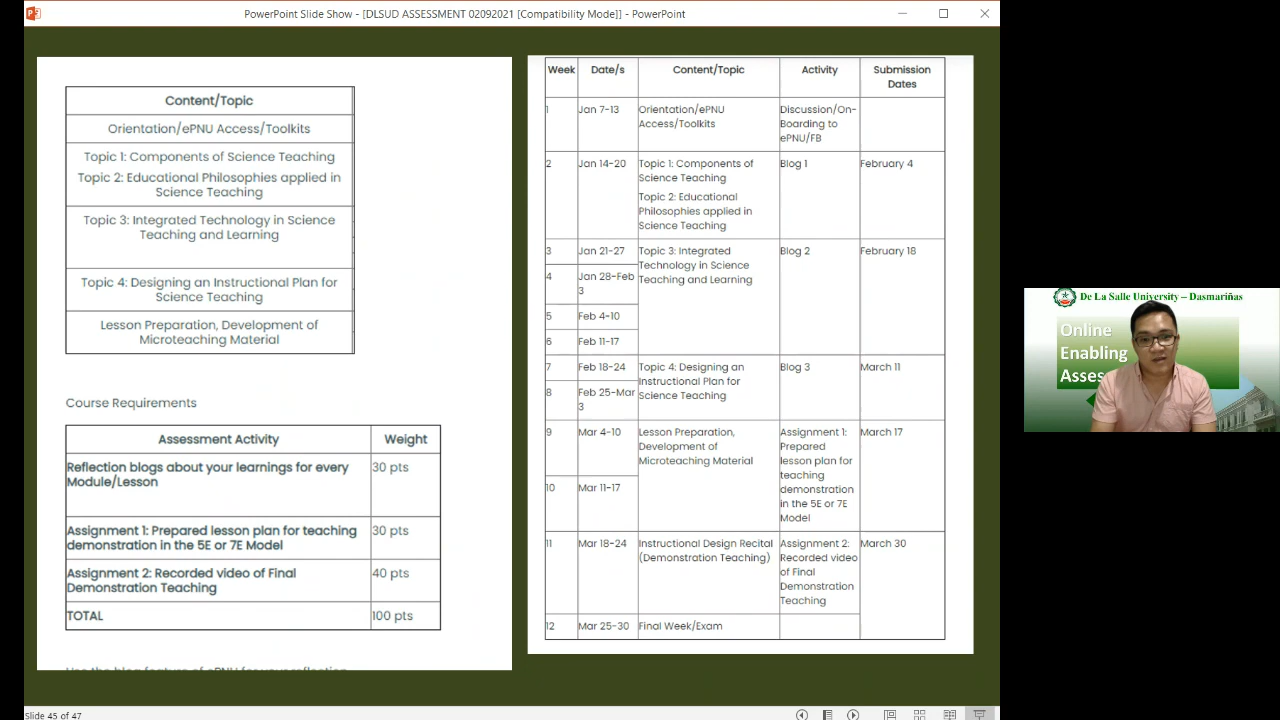 PowerPoint Slide Show - [DLSUD ASSESSMENT 02092021 [Compatibility Mode]] - PowerPoint
Content/Topic
Orientation/ePNU Access/Toolkits
Topic 1: Components of Science Teaching
Topic 2: Educational Philosophies applied in
Science Teaching
Topic 3: Integrated Technology in Science
Teaching and Learning
Topic 4: Designing an Instructional Plan for
Science Teaching
Lesson Preparation, Development of
Microteaching Material
Course Requirements
Assessment Activity Weight
Reflection blogs about your learnings for every
Module/Lesson
30 pts
Assignment 1: Prepared lesson plan for teaching
demonstration in the 5E or 7E Model
30 pts
Assignment 2: Recorded video of Final
Demonstration Teaching
40 pts
TOTAL 100 pts
Use the blog feature of ePNU for your reflection
Week Date/s Content/Topic Activity Submission
Dates
1 Jan 7-13 Orientation/ePNU
Access/Toolkits
Discussion/On-
Boarding to
ePNU/FB
2 Jan 14-20 Topic 1: Components of
Science Teaching
Topic 2: Educational
Philosophies applied in
Science Teaching
Blog 1 February 4
3 Jan 21-27 Topic 3: Integrated
Technology in Science
Teaching and Learning
Blog 2 February 18
4 Jan 28-Feb
3
5 Feb 4-10
6 Feb 11-17
7 Feb 18-24 Topic 4: Designing an
Instructional Plan for
Science Teaching
Blog 3 March 11
8 Feb 25-Mar
3
9 Mar 4-10 Lesson Preparation,
Development of
Microteaching Material
Assignment 1:
Prepared
lesson plan for
teaching
demonstration
in the 5E or 7E
Model
March 17
10 Mar 11-17
11 Mar 18-24 Instructional Design Recital
(Demonstration Teaching)
Assignment 2:
Recorded video
of Final
Demonstration
Teaching
March 30
12 Mar 25-30 Final Week/Exam
De La Salle University – Dasmariñas
Online
Enabling
Asses
Slide 45 of 47